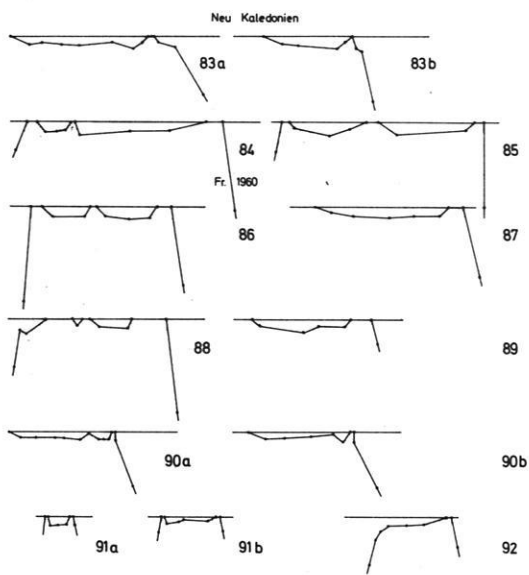 Neu Kaledonien
83a
83b
84
85
Fr. 1960
86
87
88
89
90a
90b
91a
91b
92